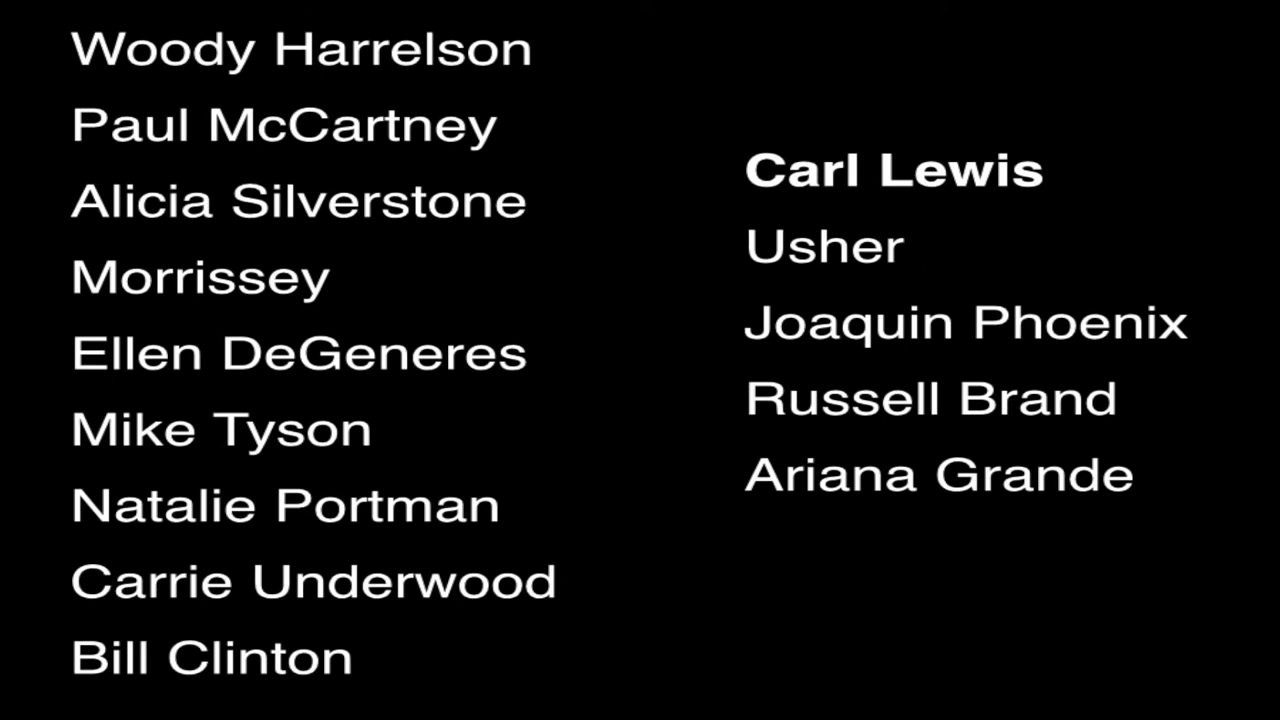 Woody Harrelson
Paul McCartney
Alicia Silverstone
Morrissey
Ellen DeGeneres
Mike Tyson
Natalie Portman
Carrie Underwood
Bill Clinton
Carl Lewis
Usher
Joaquin Phoenix
Russell Brand
Ariana Grande